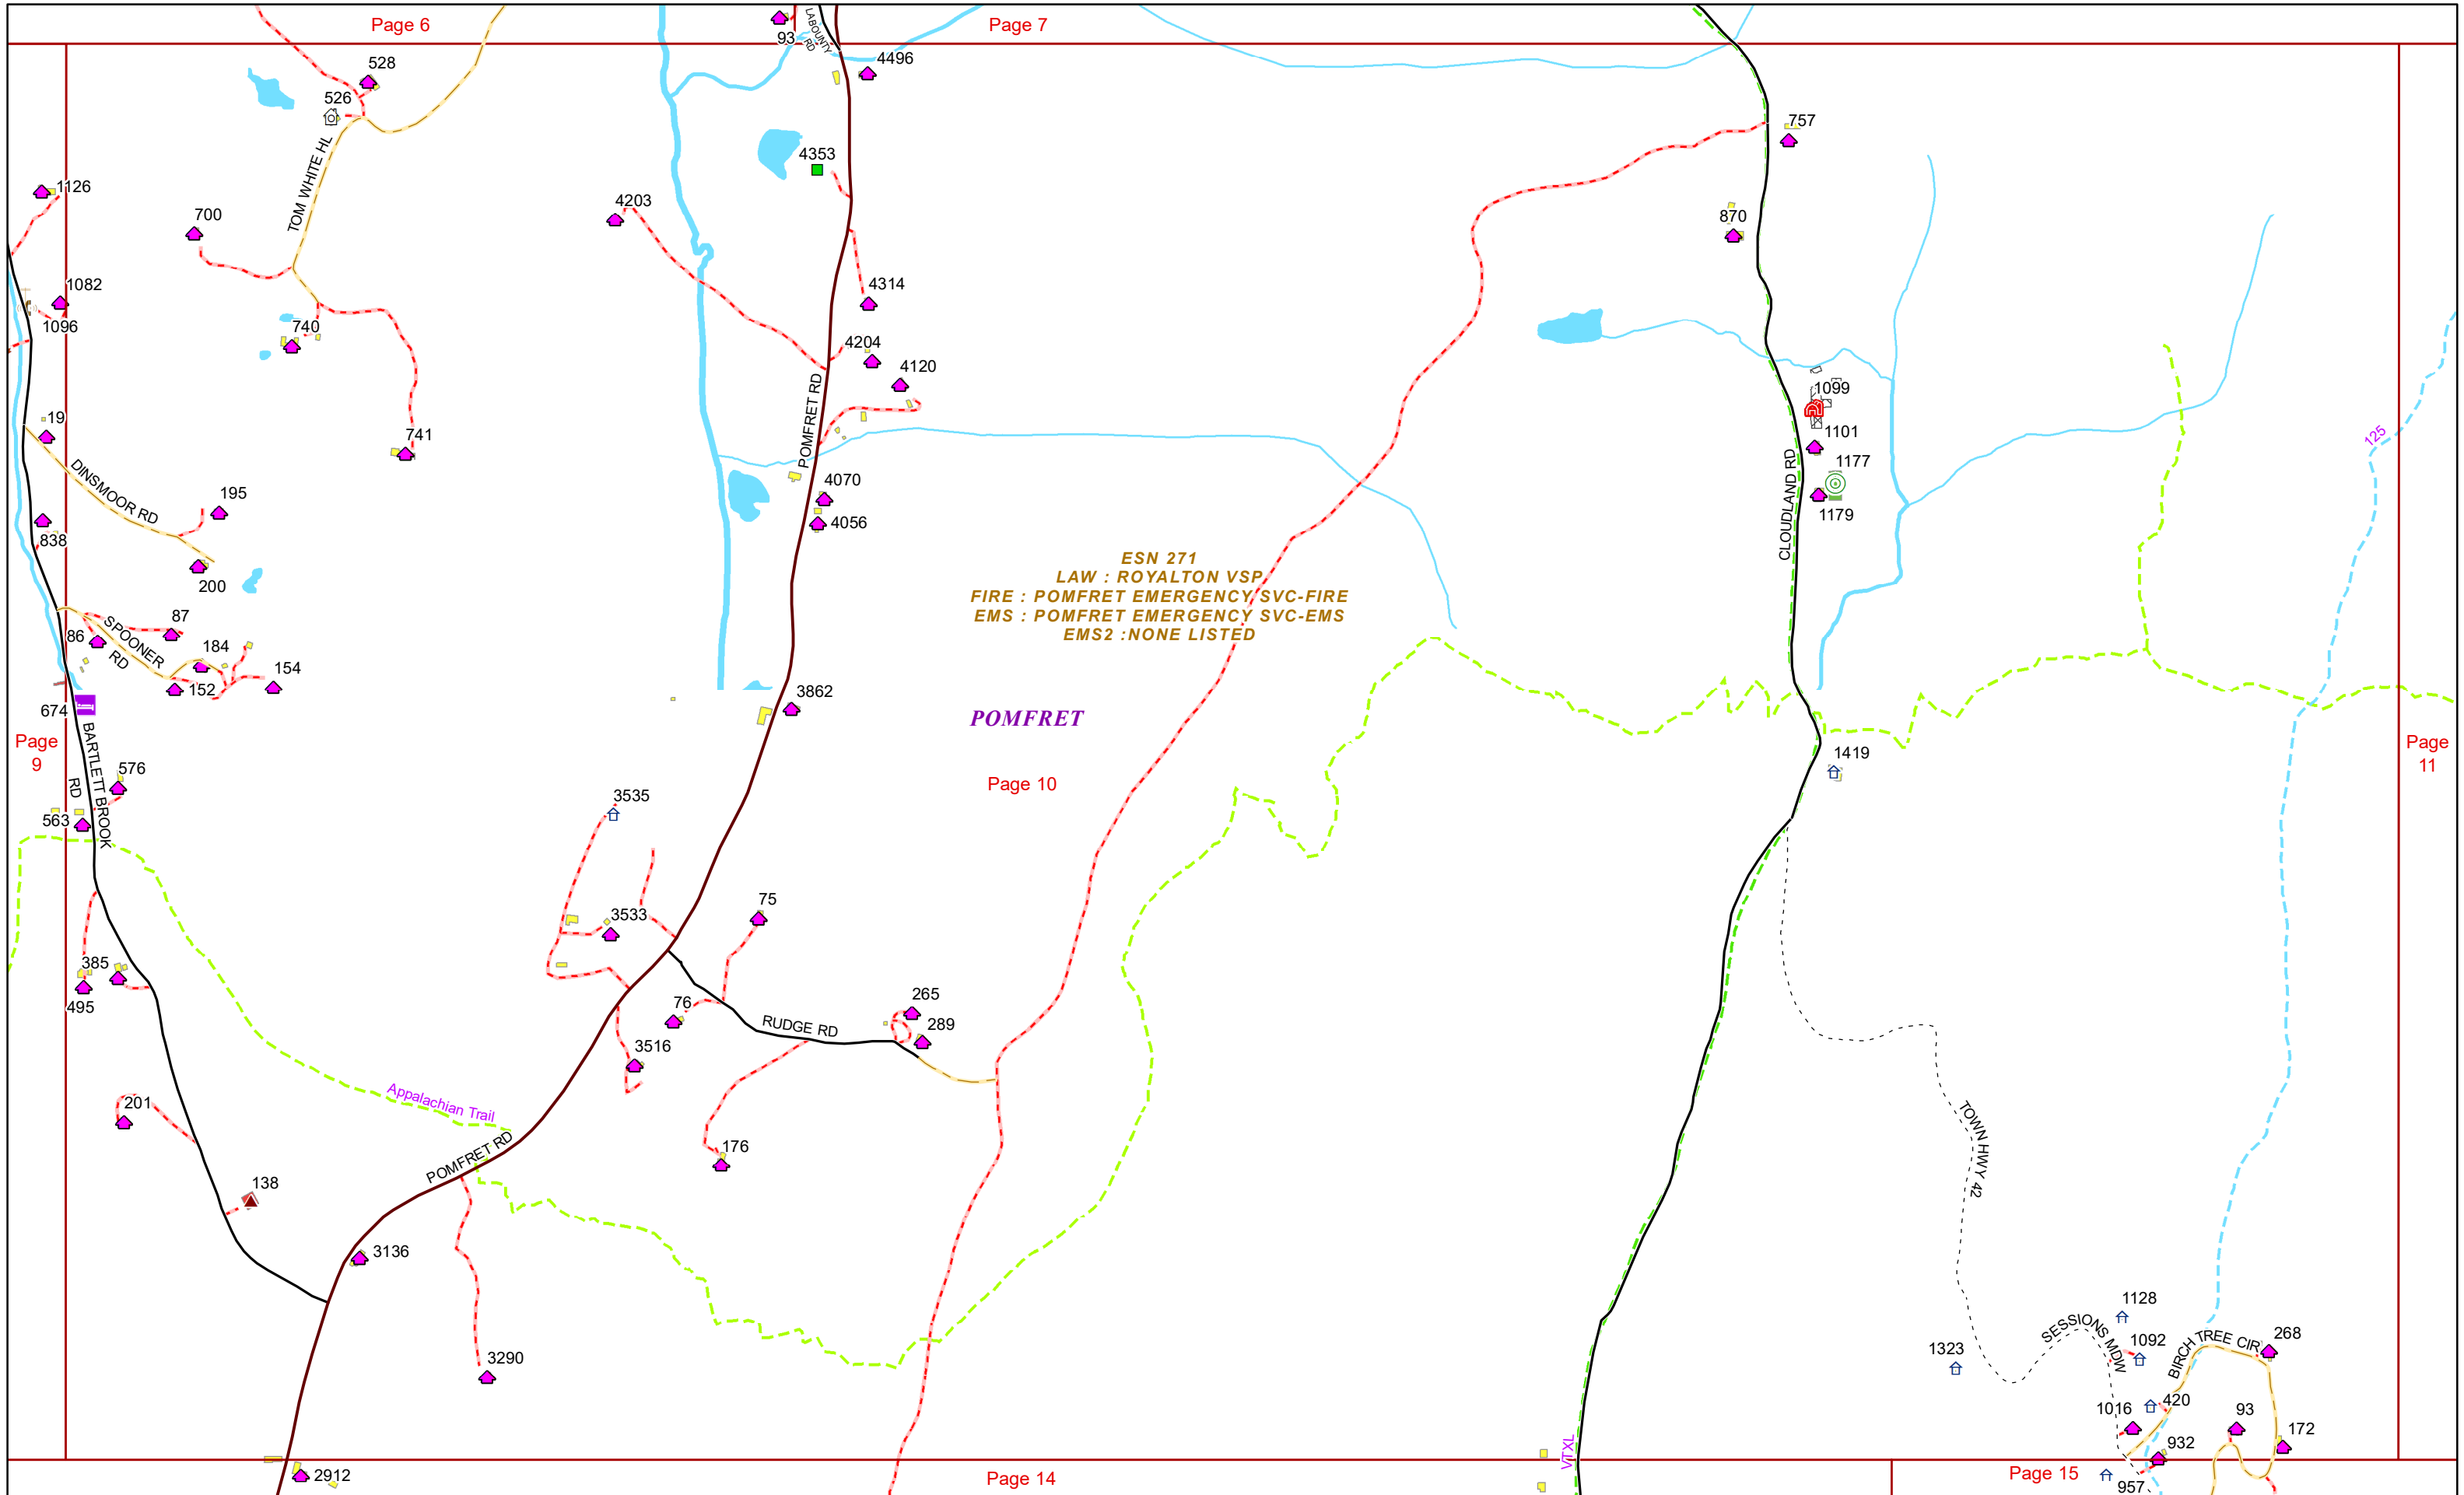 Page 6
Page 7
93
LABOUNTY
RD
4496
528
526
TOM WHITE HL
4353
757
1126
700
4203
870
1082
1096
740
4314
4204
4120
POMFRET RD
741
19
DINSMOOR RD
195
838
200
1099
1101
1177
1179
CLOUDLAND RD
125
4070
4056
ESN 271
LAW : ROYALTON VSP
FIRE : POMFRET EMERGENCY SVC-FIRE
EMS : POMFRET EMERGENCY SVC-EMS
EMS2 :NONE LISTED
86
87
SPOONER
RD
184
154
152
674
3862
POMFRET
Page
9
BARTLETT BROOK
RD
576
563
Page 10
1419
Page
11
3535
3533
75
385
495
76
265
289
RUDGE RD
3516
201
Appalachian Trail
POMFRET RD
176
138
3136
3290
TOWN HWY 42
1128
SESSIONS MDW
1092
BIRCH TREE CIR
268
1323
420
1016
93
172
932
VTXL
2912
Page 14
Page 15
957